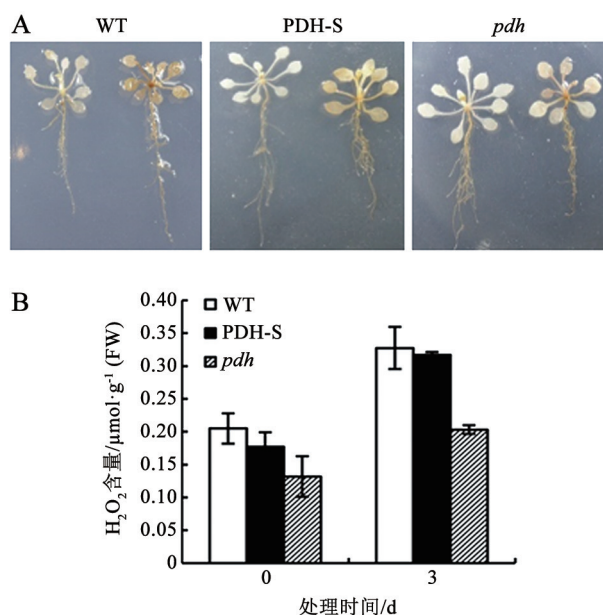 A
WT PDH-S pdh
B
0.40
0.35
0.30
0.25
0.20
0.15
0.10
0.05
0
H₂O₂含量/μmol·g⁻¹ (FW)
WT
PDH-S
pdh
0 3
处理时间/d